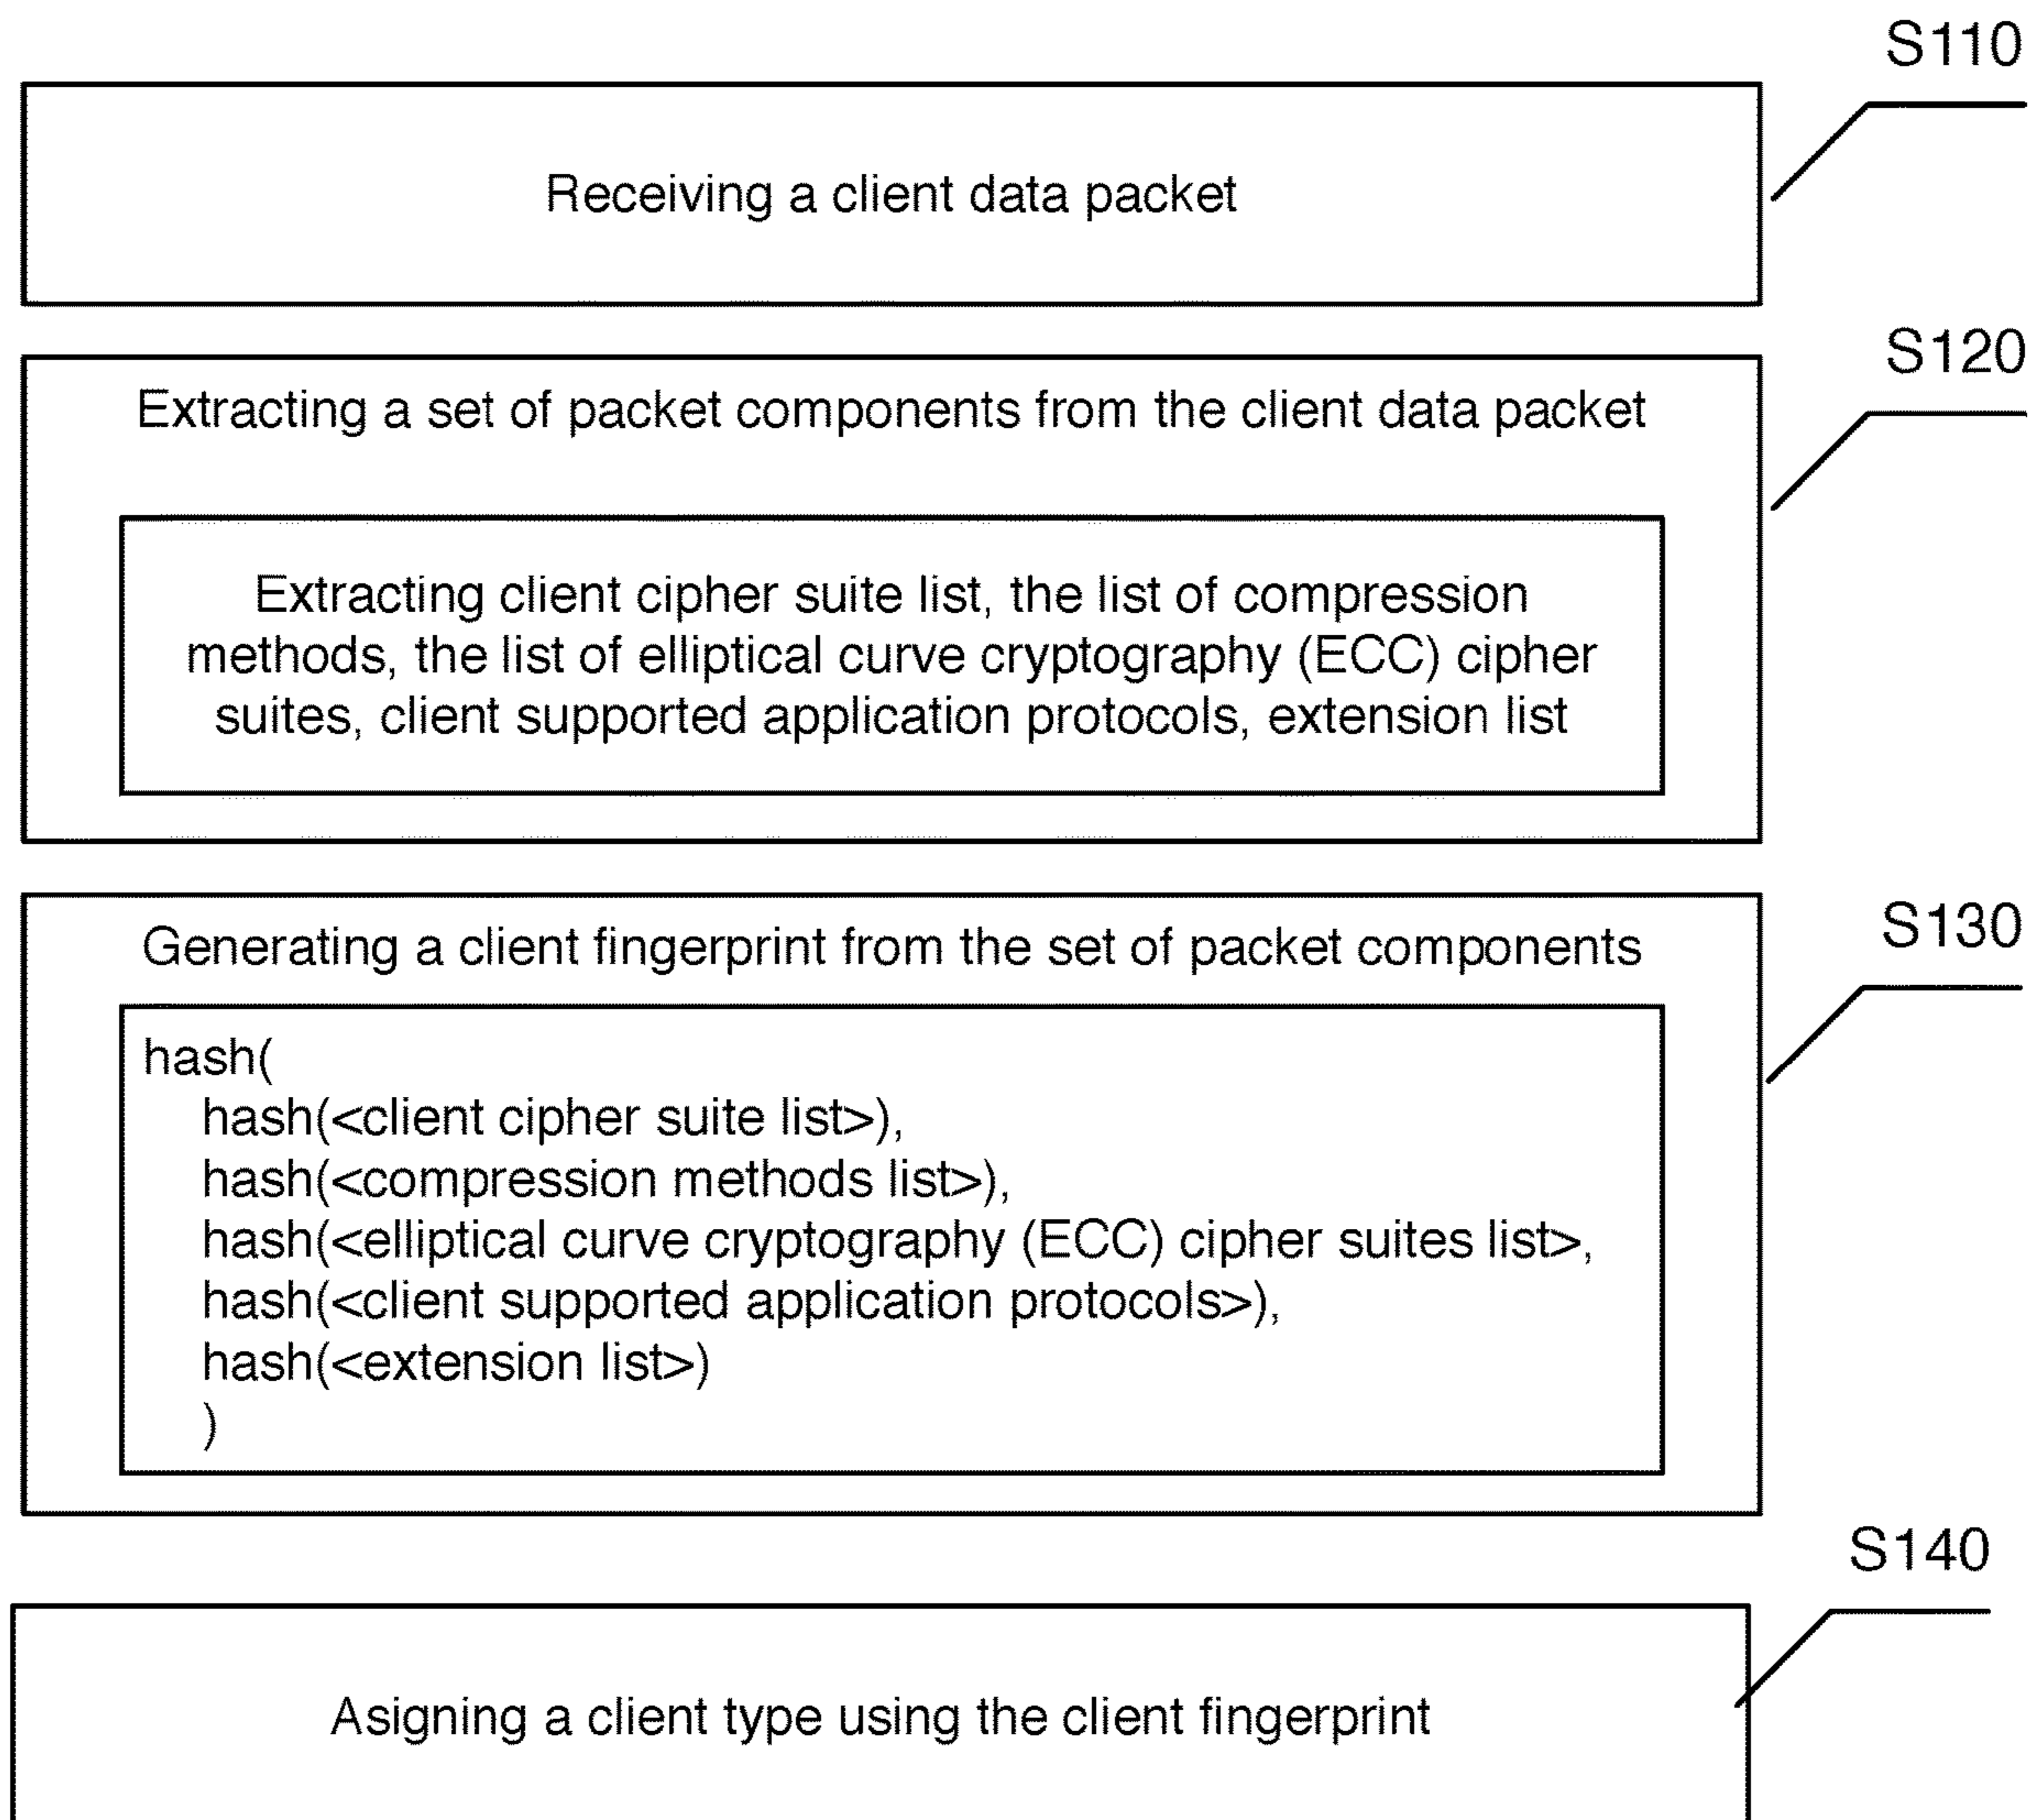 S110
Receiving a client data packet
S120
Extracting a set of packet components from the client data packet
Extracting client cipher suite list, the list of compression
methods, the list of elliptical curve cryptography (ECC) cipher
suites, client supported application protocols, extension list
S130
Generating a client fingerprint from the set of packet components
hash(
hash(<client cipher suite list>),
hash(<compression methods list>),
hash(<elliptical curve cryptography (ECC) cipher suites list>,
hash(<client supported application protocols>),
hash(<extension list>)
)
S140
Asigning a client type using the client fingerprint